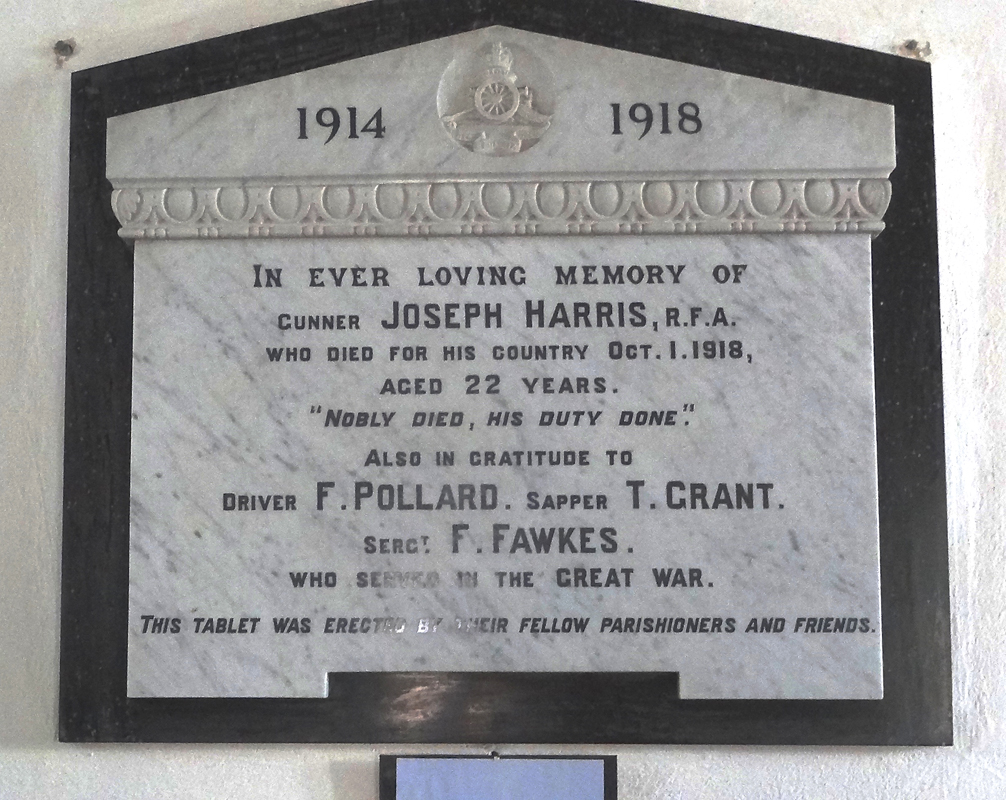 1914 1918
IN EVER LOVING MEMORY OF
GUNNER JOSEPH HARRIS, R.F.A.
WHO DIED FOR HIS COUNTRY OCT. 1. 1918,
AGED 22 YEARS.
"NOBLY DIED, HIS DUTY DONE".
ALSO IN GRATITUDE TO
DRIVER F. POLLARD. SAPPER T. GRANT.
SERGT. F. FAWKES.
WHO SERVED IN THE GREAT WAR.
THIS TABLET WAS ERECTED BY THEIR FELLOW PARISHIONERS AND FRIENDS.